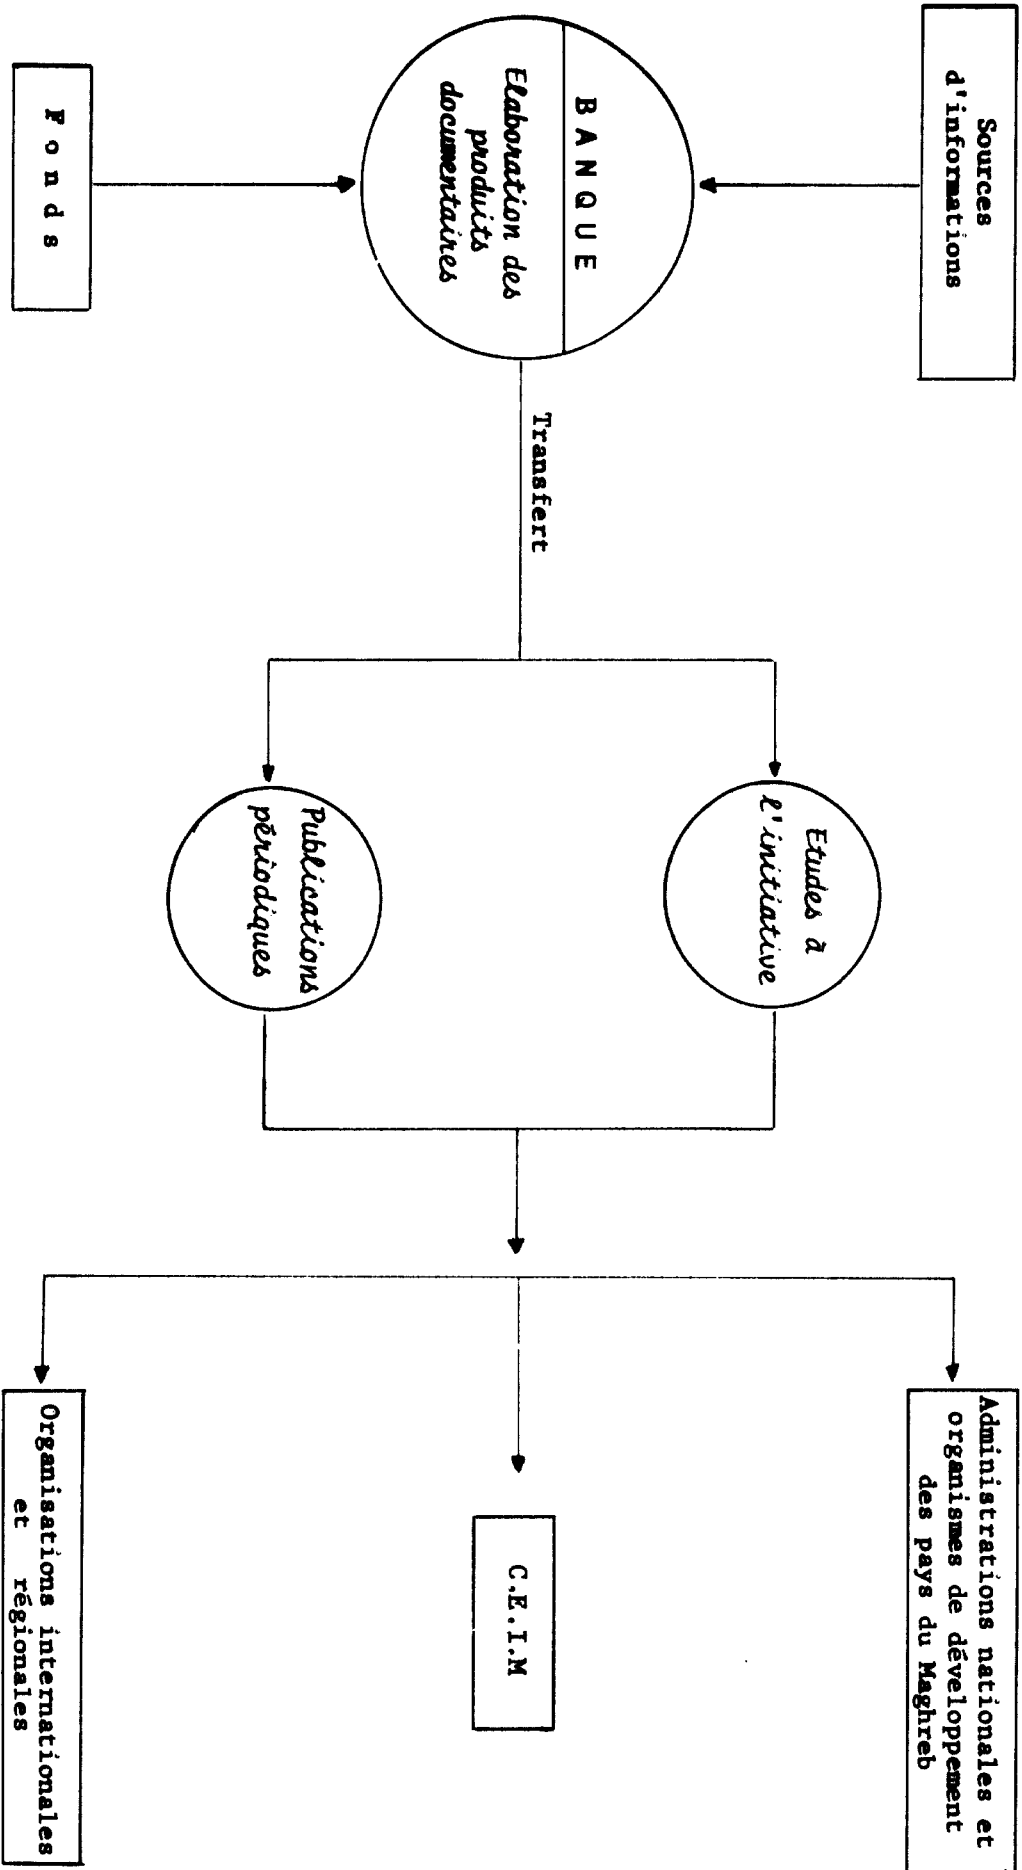 Sources
d'informations
BANQUE
Elaboration des
produits
documentaires
Fonds
Transfert
Etudes à
l'initiative
Publications
périodiques
Administrations nationales et
organismes de développement
des pays du Maghreb
C.E.I.M
Organisations internationales
et régionales